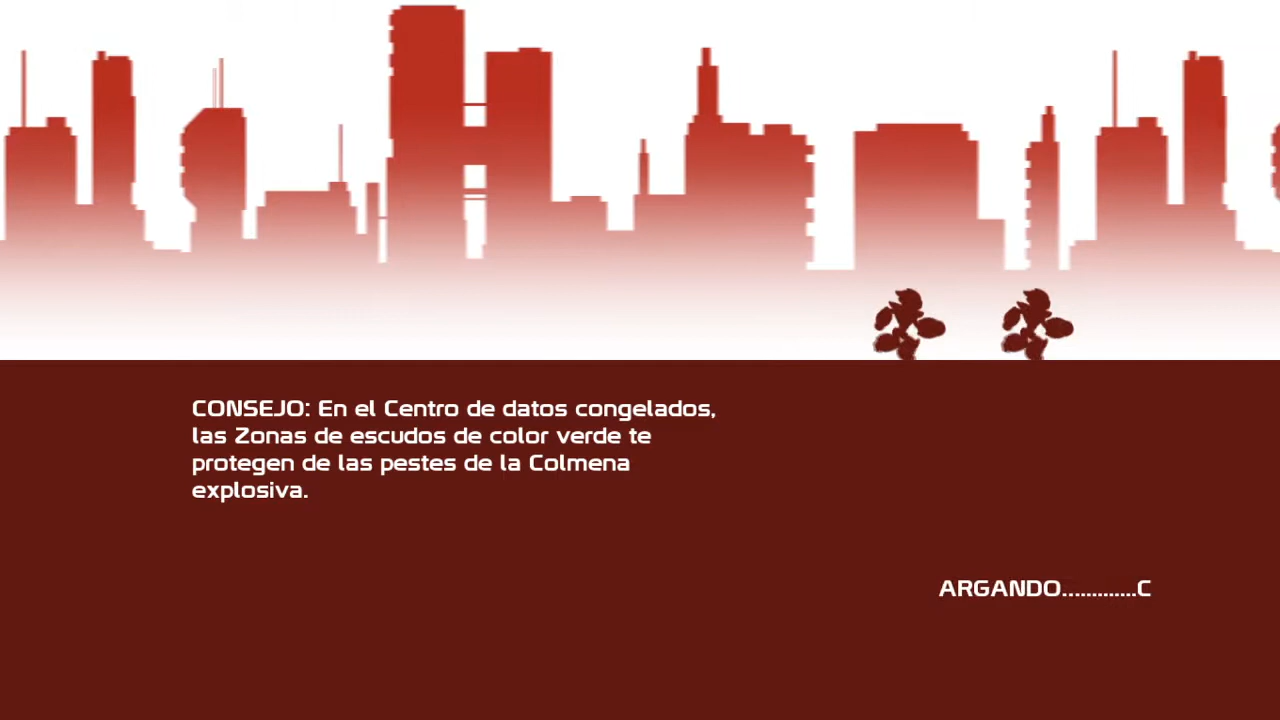 CONSEJO: En el Centro de datos congelados,
las Zonas de escudos de color verde te
protegen de las pestes de la Colmena
explosiva.
ARGANDO.............C